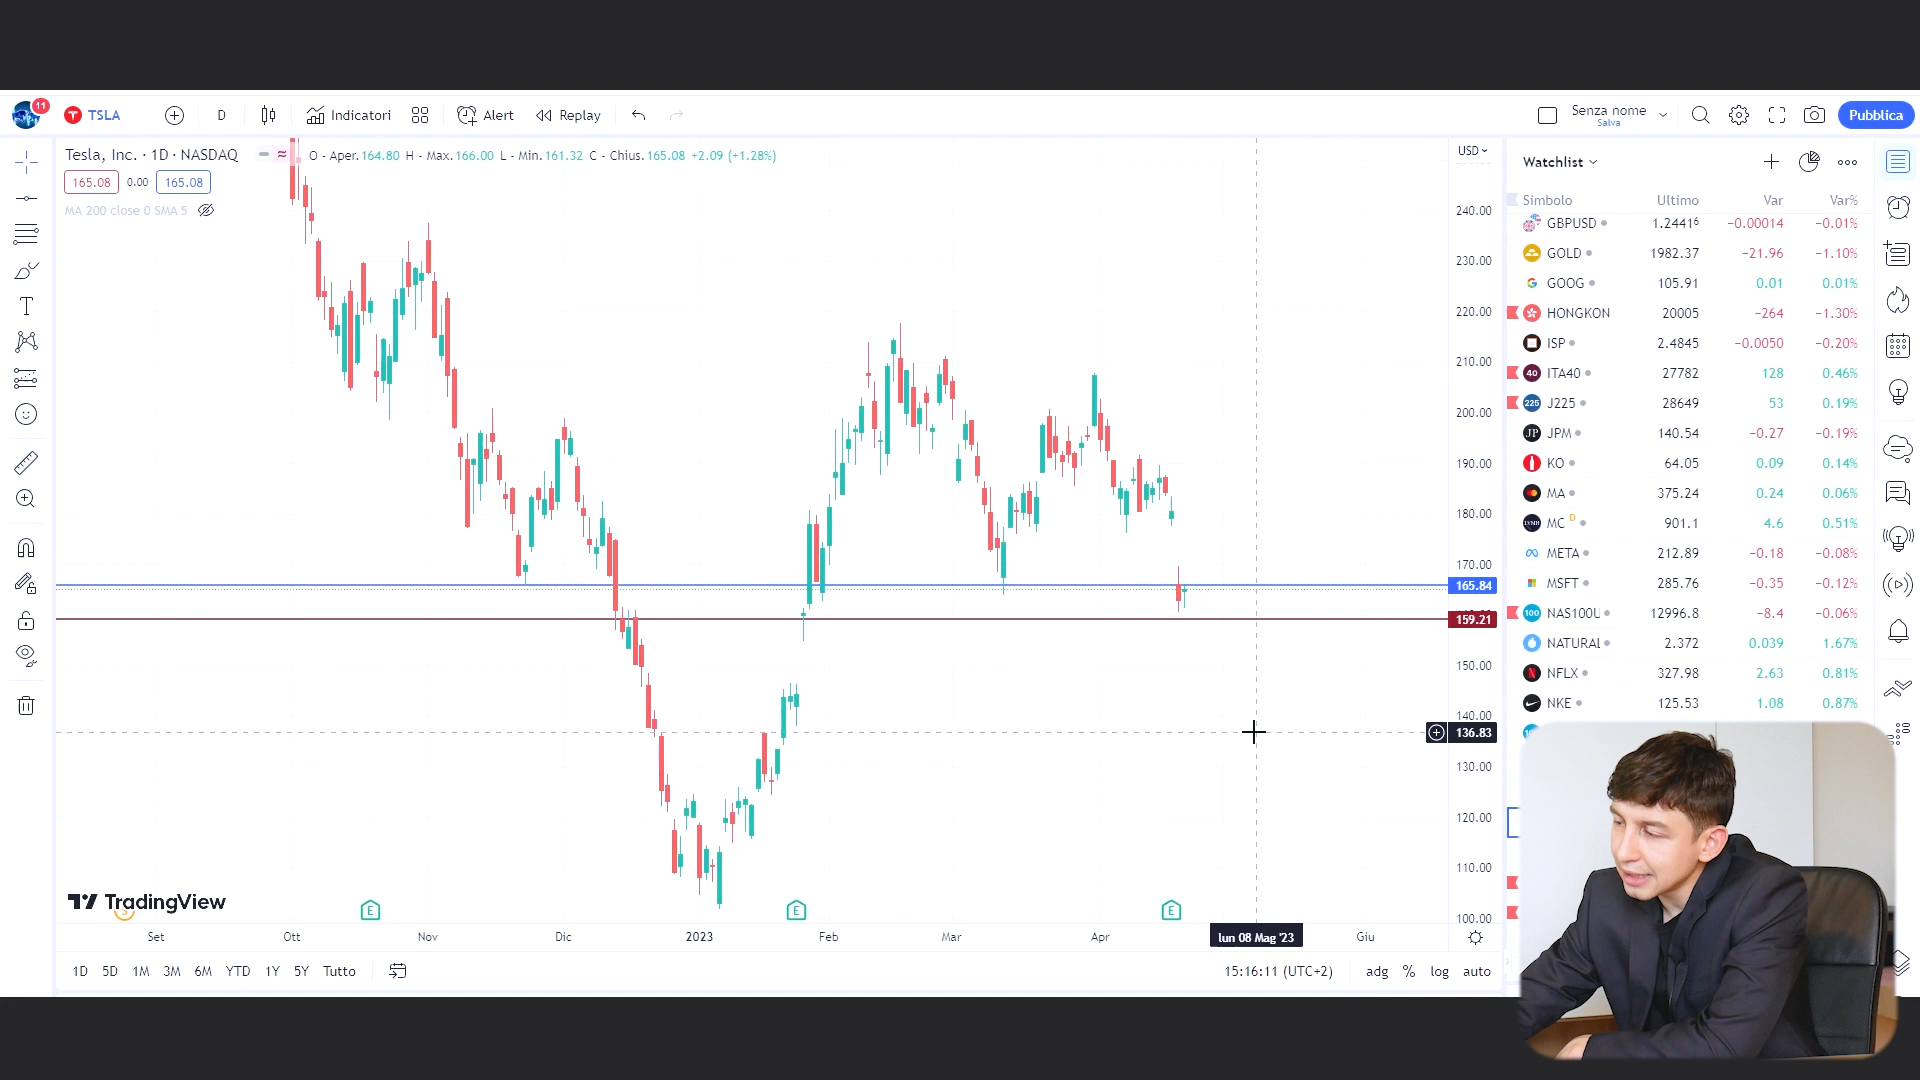 11
TSLA
D
Indicatori
Alert
Replay
Senza nome
Salva
Pubblica
Tesla, Inc. · 1D · NASDAQ
O - Aper.164.80 H - Max.166.00 L - Min.161.32 C - Chius.165.08 +2.09 (+1.28%)
165.08 0.00 165.08
MA 200 close 0 SMA 5
USD
240.00
230.00
220.00
210.00
200.00
190.00
180.00
170.00
165.84
159.21
150.00
140.00
136.83
130.00
120.00
110.00
100.00
TradingView
E
E
E
Set Ott Nov Dic 2023 Feb Mar Apr lun 08 Mag '23 Giu
1D 5D 1M 3M 6M YTD 1Y 5Y Tutto
15:16:11 (UTC+2) adg % log auto
Watchlist
Simbolo Ultimo Var Var%
GBPUSD 1.2441⁶ −0.00014 −0.01%
GOLD 1982.37 −21.96 −1.10%
GOOG 105.91 0.01 0.01%
HONGKON 20005 −264 −1.30%
ISP 2.4845 −0.0050 −0.20%
40 ITA40 27782 128 0.46%
225 J225 28649 53 0.19%
JP JPM 140.54 −0.27 −0.19%
KO 64.05 0.09 0.14%
MA 375.24 0.24 0.06%
LVMH MC D 901.1 4.6 0.51%
META 212.89 −0.18 −0.08%
MSFT 285.76 −0.35 −0.12%
100 NAS100U 12996.8 −8.4 −0.06%
NATURAL 2.372 0.039 1.67%
NFLX 327.98 2.63 0.81%
NKE 125.53 1.08 0.87%